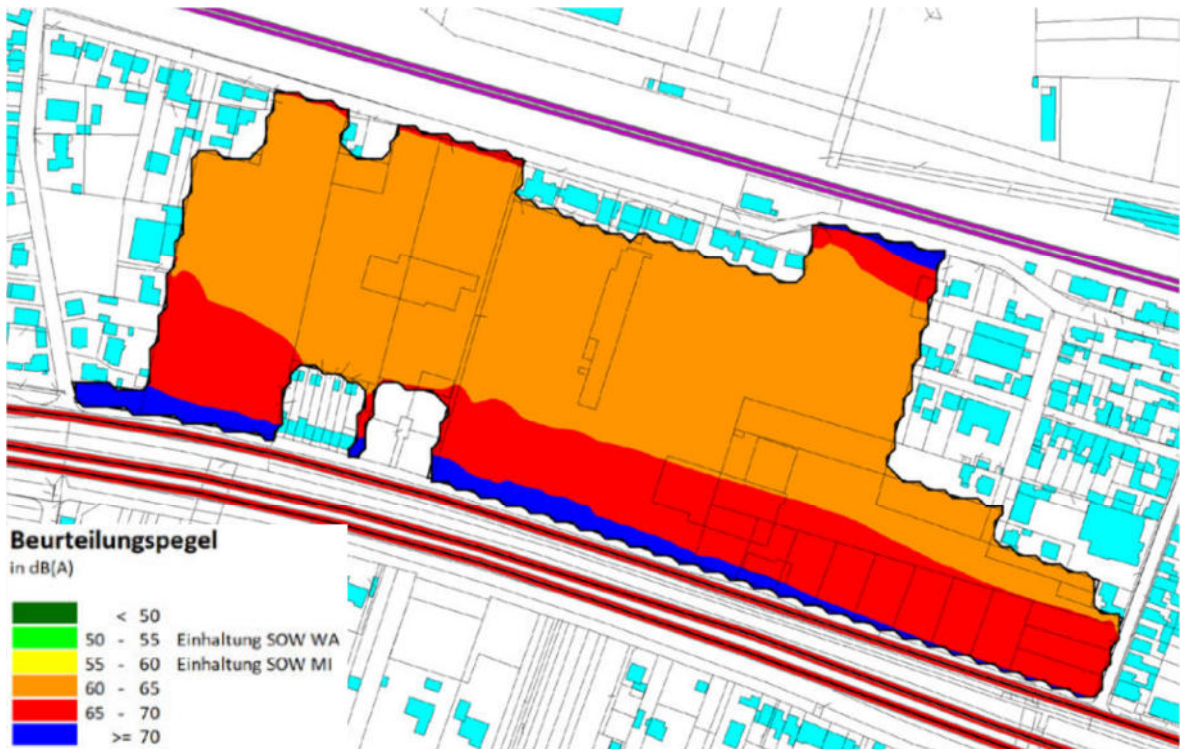 Beurteilungspegel
in dB(A)
< 50
50 - 55 Einhaltung SOW WA
55 - 60 Einhaltung SOW MI
60 - 65
65 - 70
>= 70